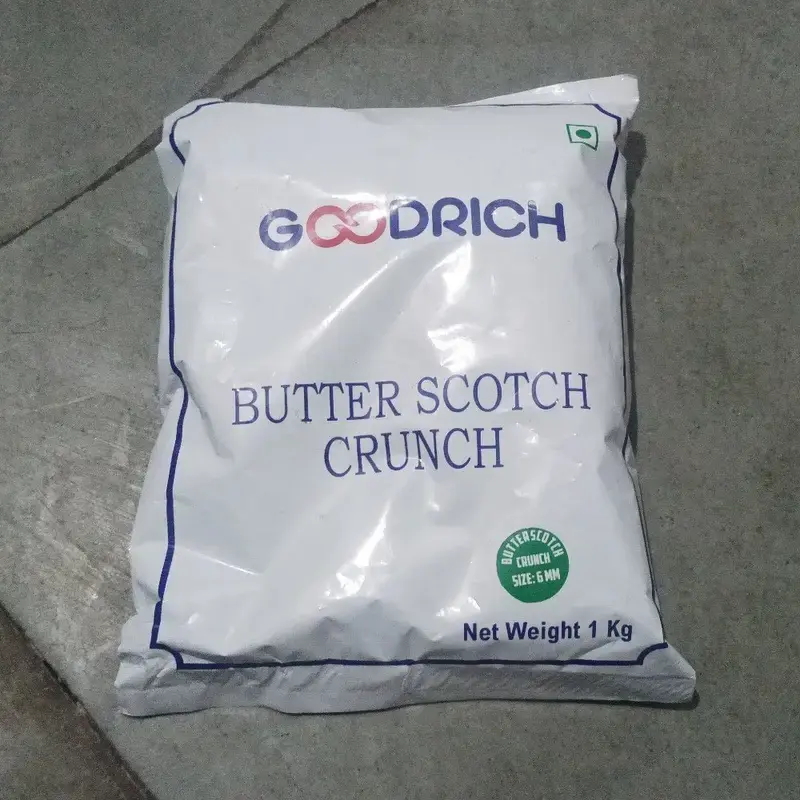 GOODRICH
BUTTER SCOTCH
CRUNCH
BUTTERSCOTCH
CRUNCH
SIZE: 6 MM
Net Weight 1 Kg